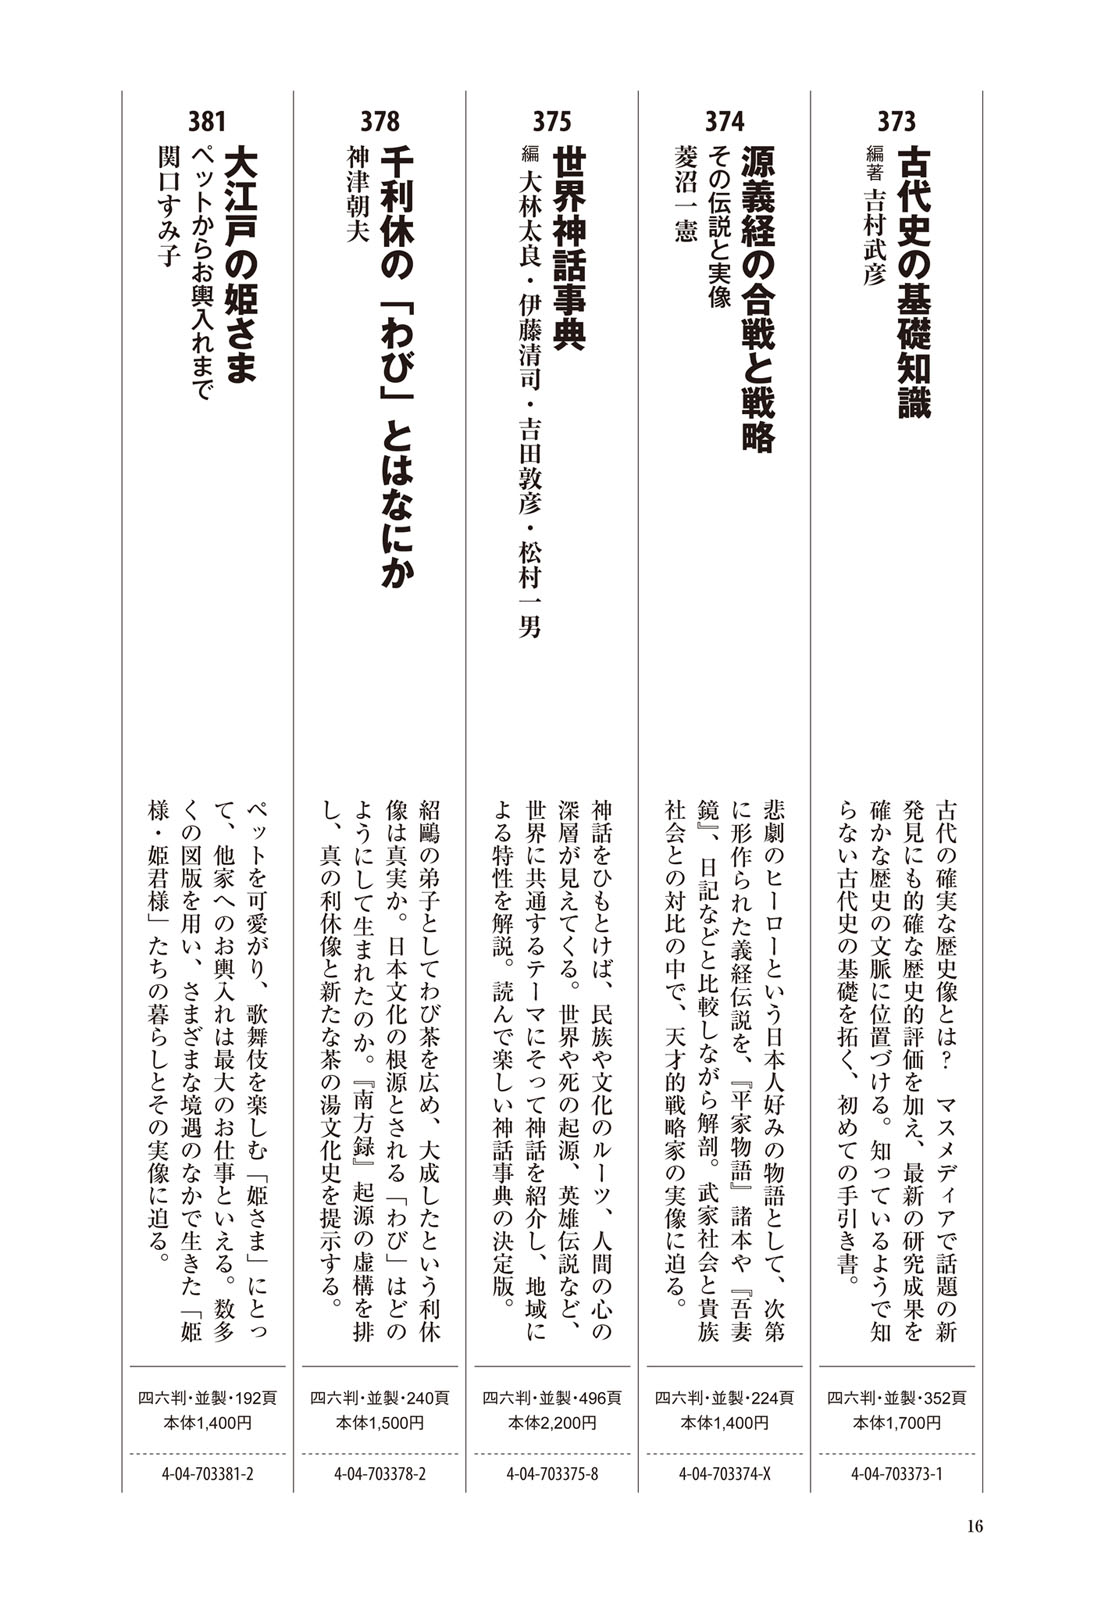 373
古代史の基礎知識
編著 吉村武彦
古代の確実な歴史像とは？　マスメディアで話題の新
発見にも的確な歴史的評価を加え、最新の研究成果を
確かな歴史の文脈に位置づける。知っているようで知
らない古代史の基礎を拓く、初めての手引き書。
四六判・並製・352頁
本体1,700円
4-04-703373-1
374
源義経の合戦と戦略
その伝説と実像
菱沼一憲
悲劇のヒーローという日本人好みの物語として、次第
に形作られた義経伝説を、『平家物語』諸本や『吾妻
鏡』、日記などと比較しながら解剖。武家社会と貴族
社会との対比の中で、天才的戦略家の実像に迫る。
四六判・並製・224頁
本体1,400円
4-04-703374-X
375
世界神話事典
編 大林太良・伊藤清司・吉田敦彦・松村一男
神話をひもとけば、民族や文化のルーツ、人間の心の
深層が見えてくる。世界や死の起源、英雄伝説など、
世界に共通するテーマにそって神話を紹介し、地域に
よる特性を解説。読んで楽しい神話事典の決定版。
四六判・並製・496頁
本体2,200円
4-04-703375-8
378
千利休の「わび」とはなにか
神津朝夫
紹鷗の弟子としてわび茶を広め、大成したという利休
像は真実か。日本文化の根源とされる「わび」はどの
ようにして生まれたのか。『南方録』起源の虚構を排
し、真の利休像と新たな茶の湯文化史を提示する。
四六判・並製・240頁
本体1,500円
4-04-703378-2
381
大江戸の姫さま
ペットからお輿入れまで
関口すみ子
ペットを可愛がり、歌舞伎を楽しむ「姫さま」にとっ
て、他家へのお輿入れは最大のお仕事といえる。数多
くの図版を用い、さまざまな境遇のなかで生きた「姫
様・姫君様」たちの暮らしとその実像に迫る。
四六判・並製・192頁
本体1,400円
4-04-703381-2
16